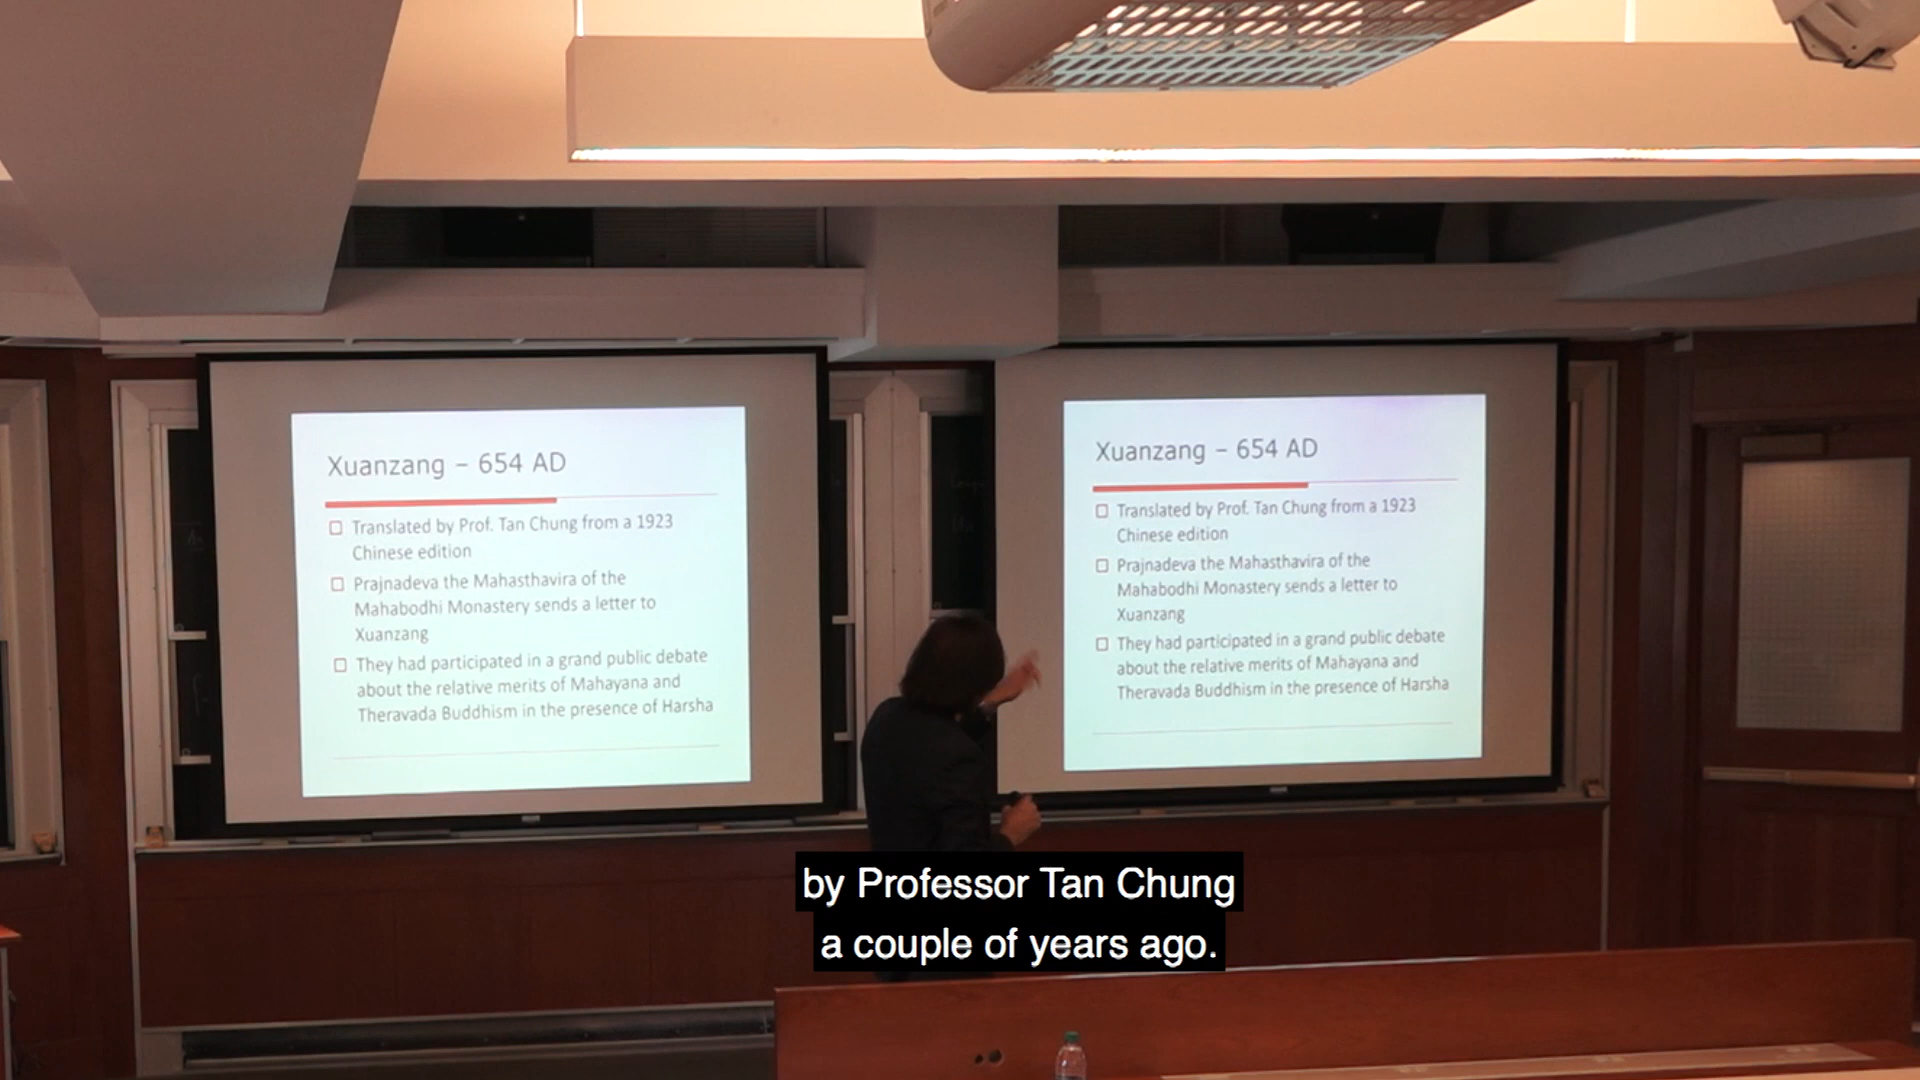 Xuanzang – 654 AD
Translated by Prof. Tan Chung from a 1923
Chinese edition
Prajnadeva the Mahasthavira of the
Mahabodhi Monastery sends a letter to
Xuanzang
They had participated in a grand public debate
about the relative merits of Mahayana and
Theravada Buddhism in the presence of Harsha
Xuanzang – 654 AD
Translated by Prof. Tan Chung from a 1923
Chinese edition
Prajnadeva the Mahasthavira of the
Mahabodhi Monastery sends a letter to
Xuanzang
They had participated in a grand public debate
about the relative merits of Mahayana and
Theravada Buddhism in the presence of Harsha
by Professor Tan Chung
a couple of years ago.